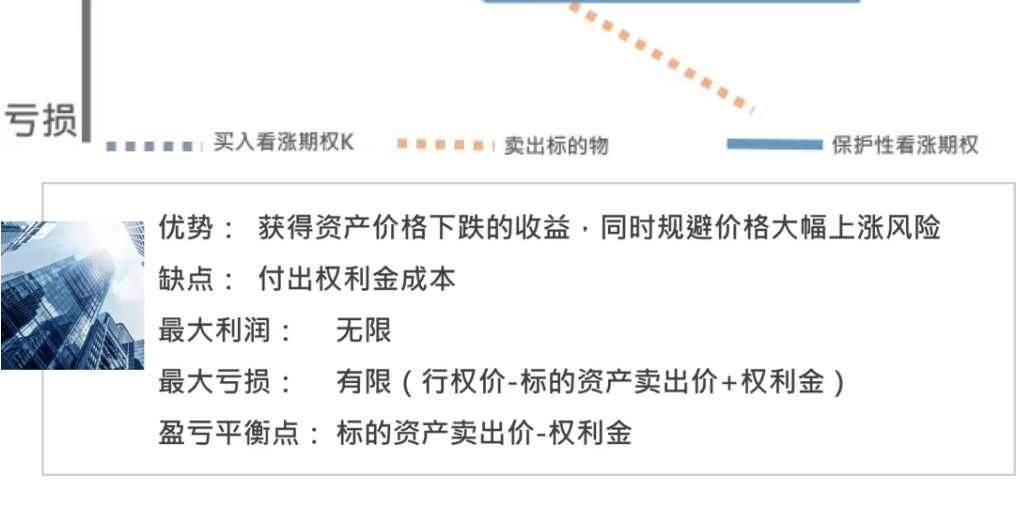 亏损
买入看涨期权K
卖出标的物
保护性看涨期权
优势： 获得资产价格下跌的收益，同时规避价格大幅上涨风险
缺点： 付出权利金成本
最大利润： 无限
最大亏损： 有限（行权价-标的资产卖出价+权利金）
盈亏平衡点：标的资产卖出价-权利金